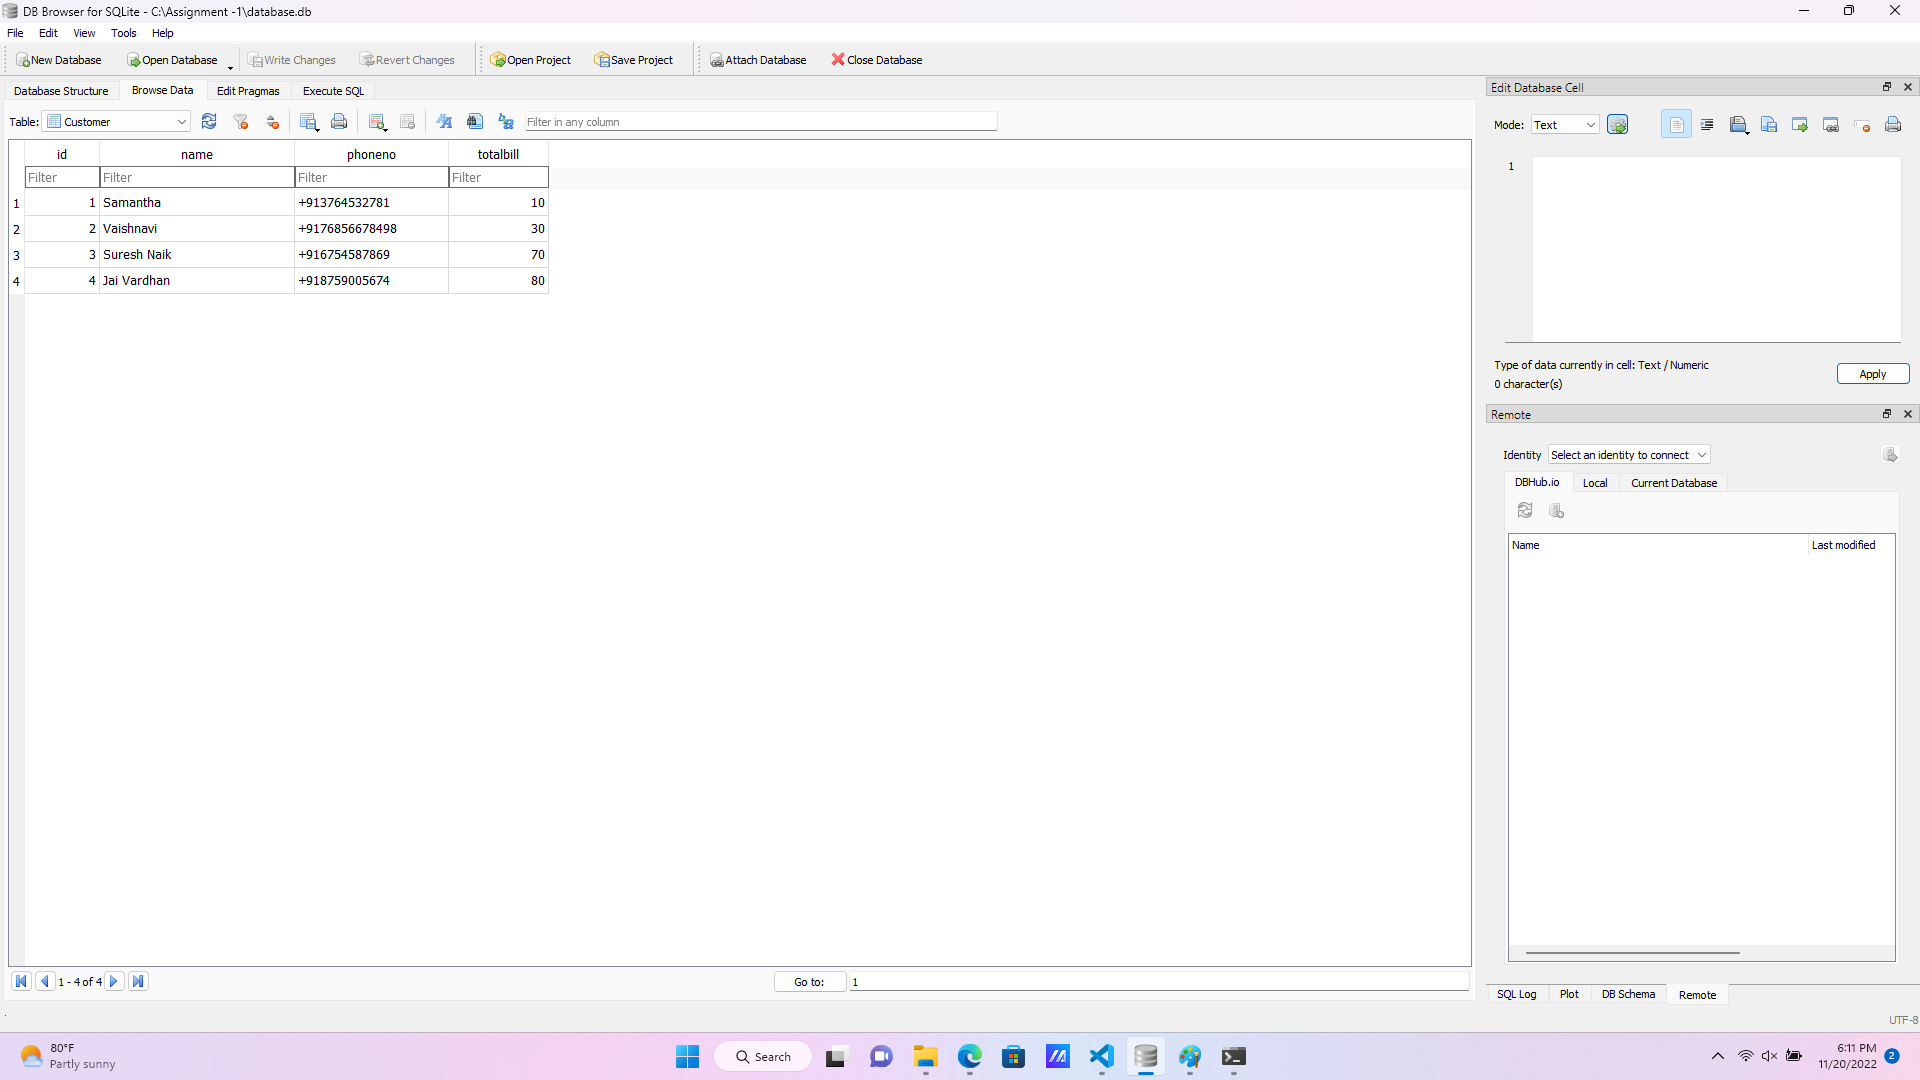 DB Browser for SQLite - C:\Assignment -1\database.db
File Edit View Tools Help
New Database Open Database Write Changes Revert Changes Open Project Save Project Attach Database Close Database
Database Structure Browse Data Edit Pragmas Execute SQL
Table: Customer Filter in any column
id name phoneno totalbill
Filter Filter Filter Filter
1 1 Samantha +913764532781 10
2 2 Vaishnavi +9176856678498 30
3 3 Suresh Naik +916754587869 70
4 4 Jai Vardhan +918759005674 80
1 - 4 of 4 Go to: 1
Edit Database Cell
Mode: Text
1
Type of data currently in cell: Text / Numeric
0 character(s)
Apply
Remote
Identity Select an identity to connect
DBHub.io Local Current Database
Name Last modified
SQL Log Plot DB Schema Remote
UTF-8
80°F
Partly sunny
Search
6:11 PM
11/20/2022
2